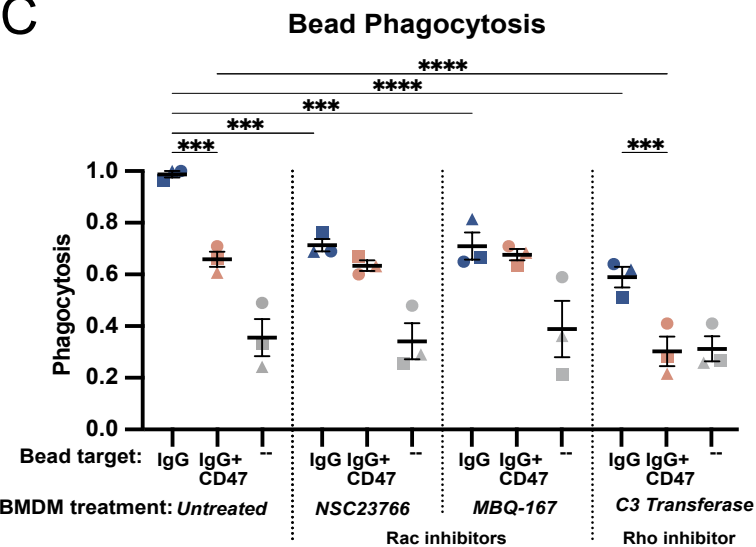 C
Bead Phagocytosis
****
****
***
***
***
***
1.0
0.8
0.6
0.4
0.2
0.0
Phagocytosis
Bead target: IgG IgG+ CD47 -- IgG IgG+ CD47 -- IgG IgG+ CD47 -- IgG IgG+ CD47 --
BMDM treatment: Untreated NSC23766 MBQ-167 C3 Transferase
Rac inhibitors Rho inhibitor